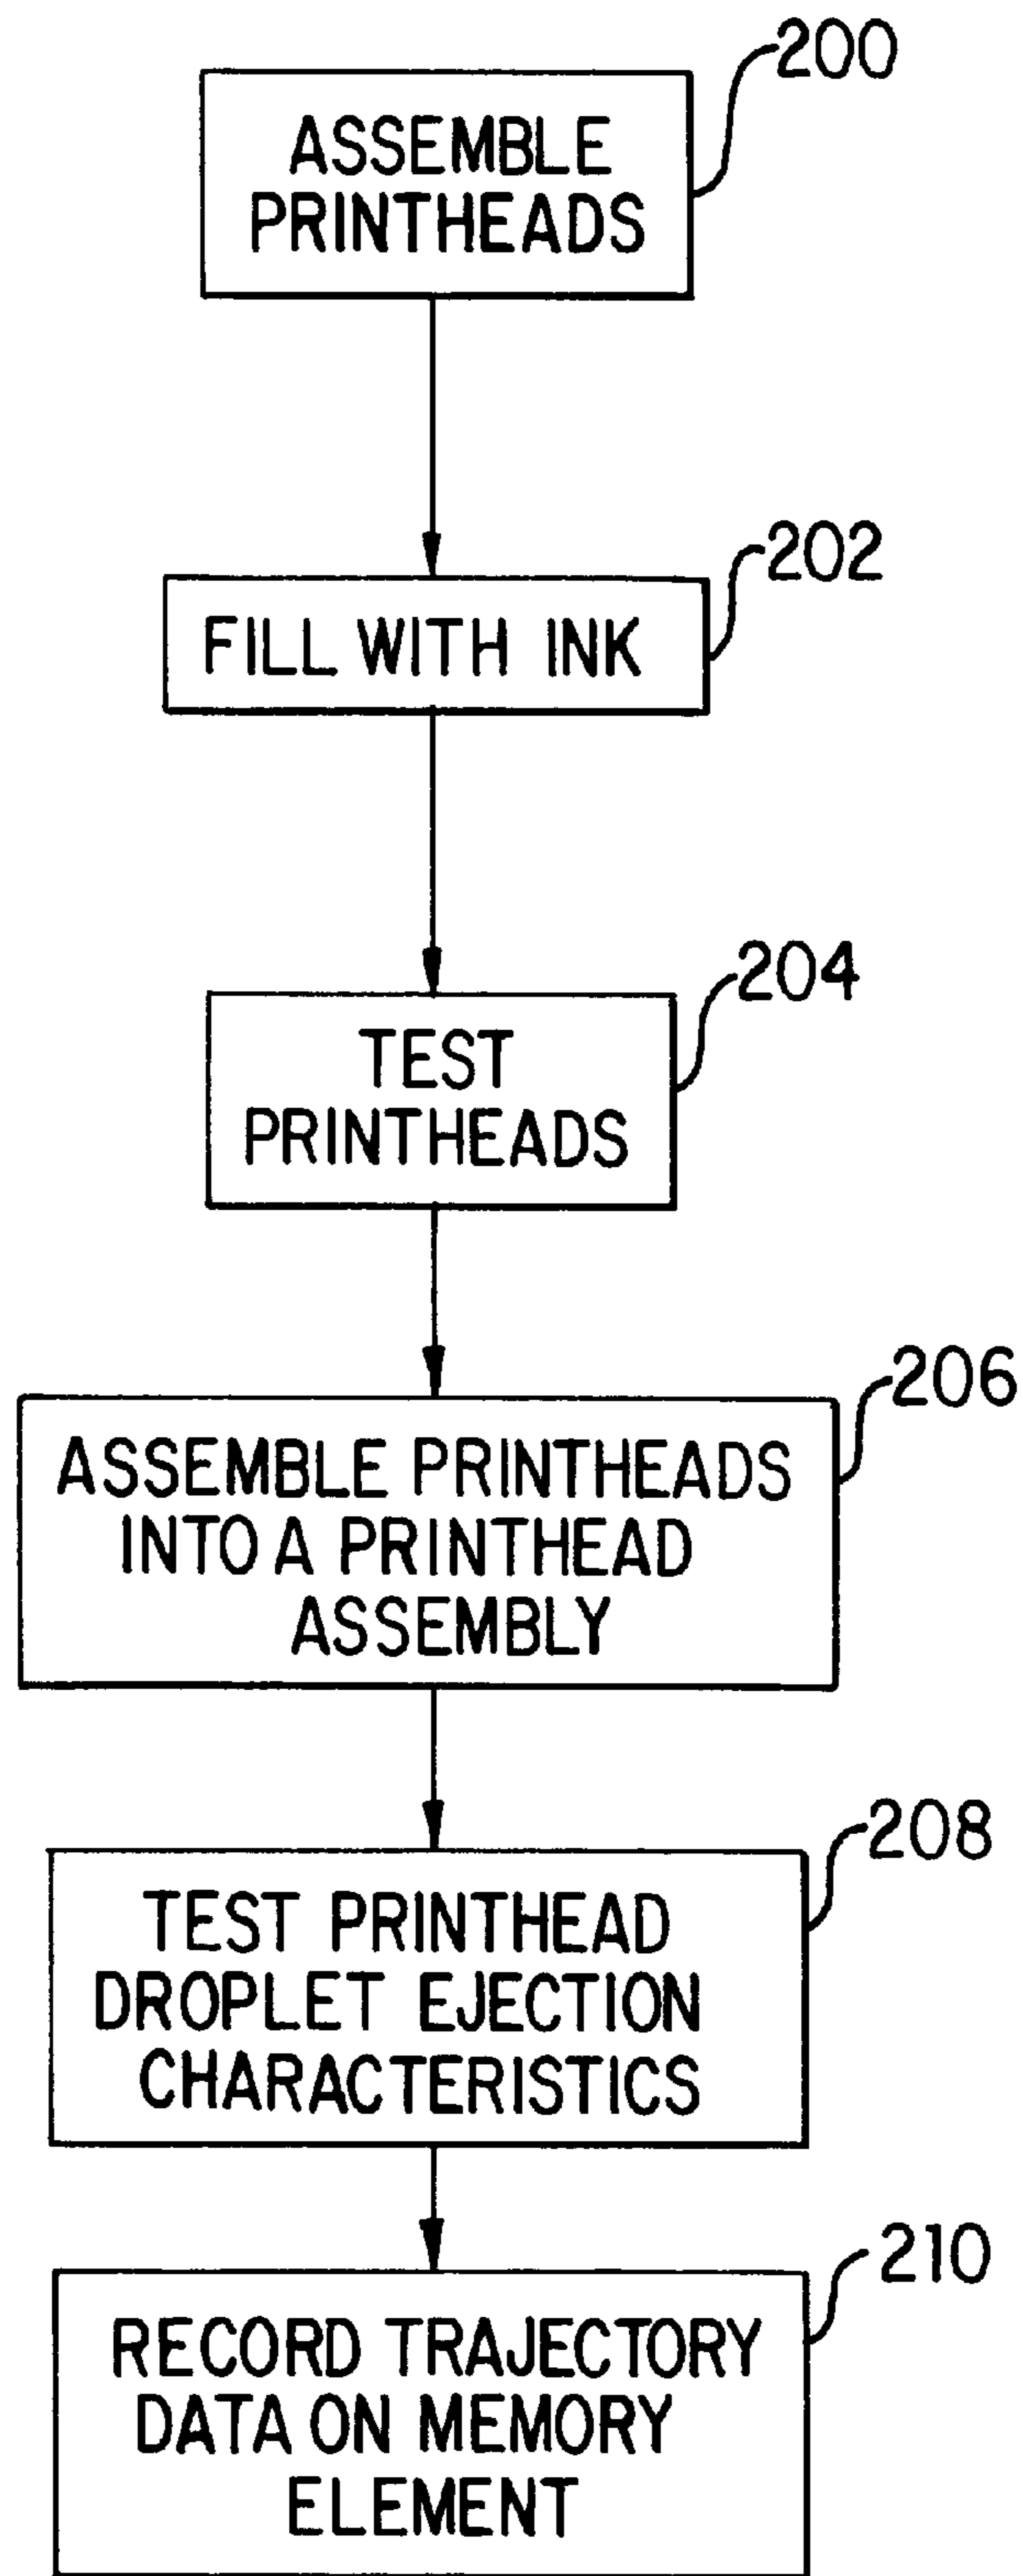 200
ASSEMBLE
PRINTHEADS
202
FILL WITH INK
204
TEST
PRINTHEADS
206
ASSEMBLE PRINTHEADS
INTO A PRINTHEAD
ASSEMBLY
208
TEST PRINTHEAD
DROPLET EJECTION
CHARACTERISTICS
210
RECORD TRAJECTORY
DATA ON MEMORY
ELEMENT